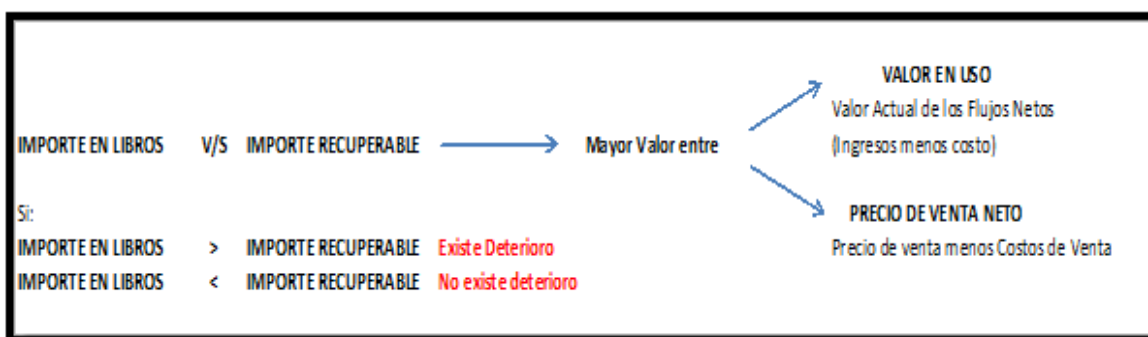 VALOR EN USO
Valor Actual de los Flujos Netos
IMPORTE EN LIBROS V/S IMPORTE RECUPERABLE Mayor Valor entre (Ingresos menos costo)
Si: PRECIO DE VENTA NETO
IMPORTE EN LIBROS > IMPORTE RECUPERABLE Existe Deterioro Precio de venta menos Costos de Venta
IMPORTE EN LIBROS < IMPORTE RECUPERABLE No existe deterioro